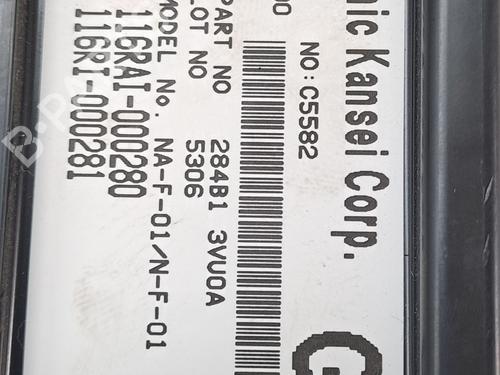 nic Kansei Corp.
00 NO:C5582
PART NO 284B1 3VU0A
LOT NO 5306
MODEL No. NA-F-01/N-F-01
116RAI-000280
116RI-000281